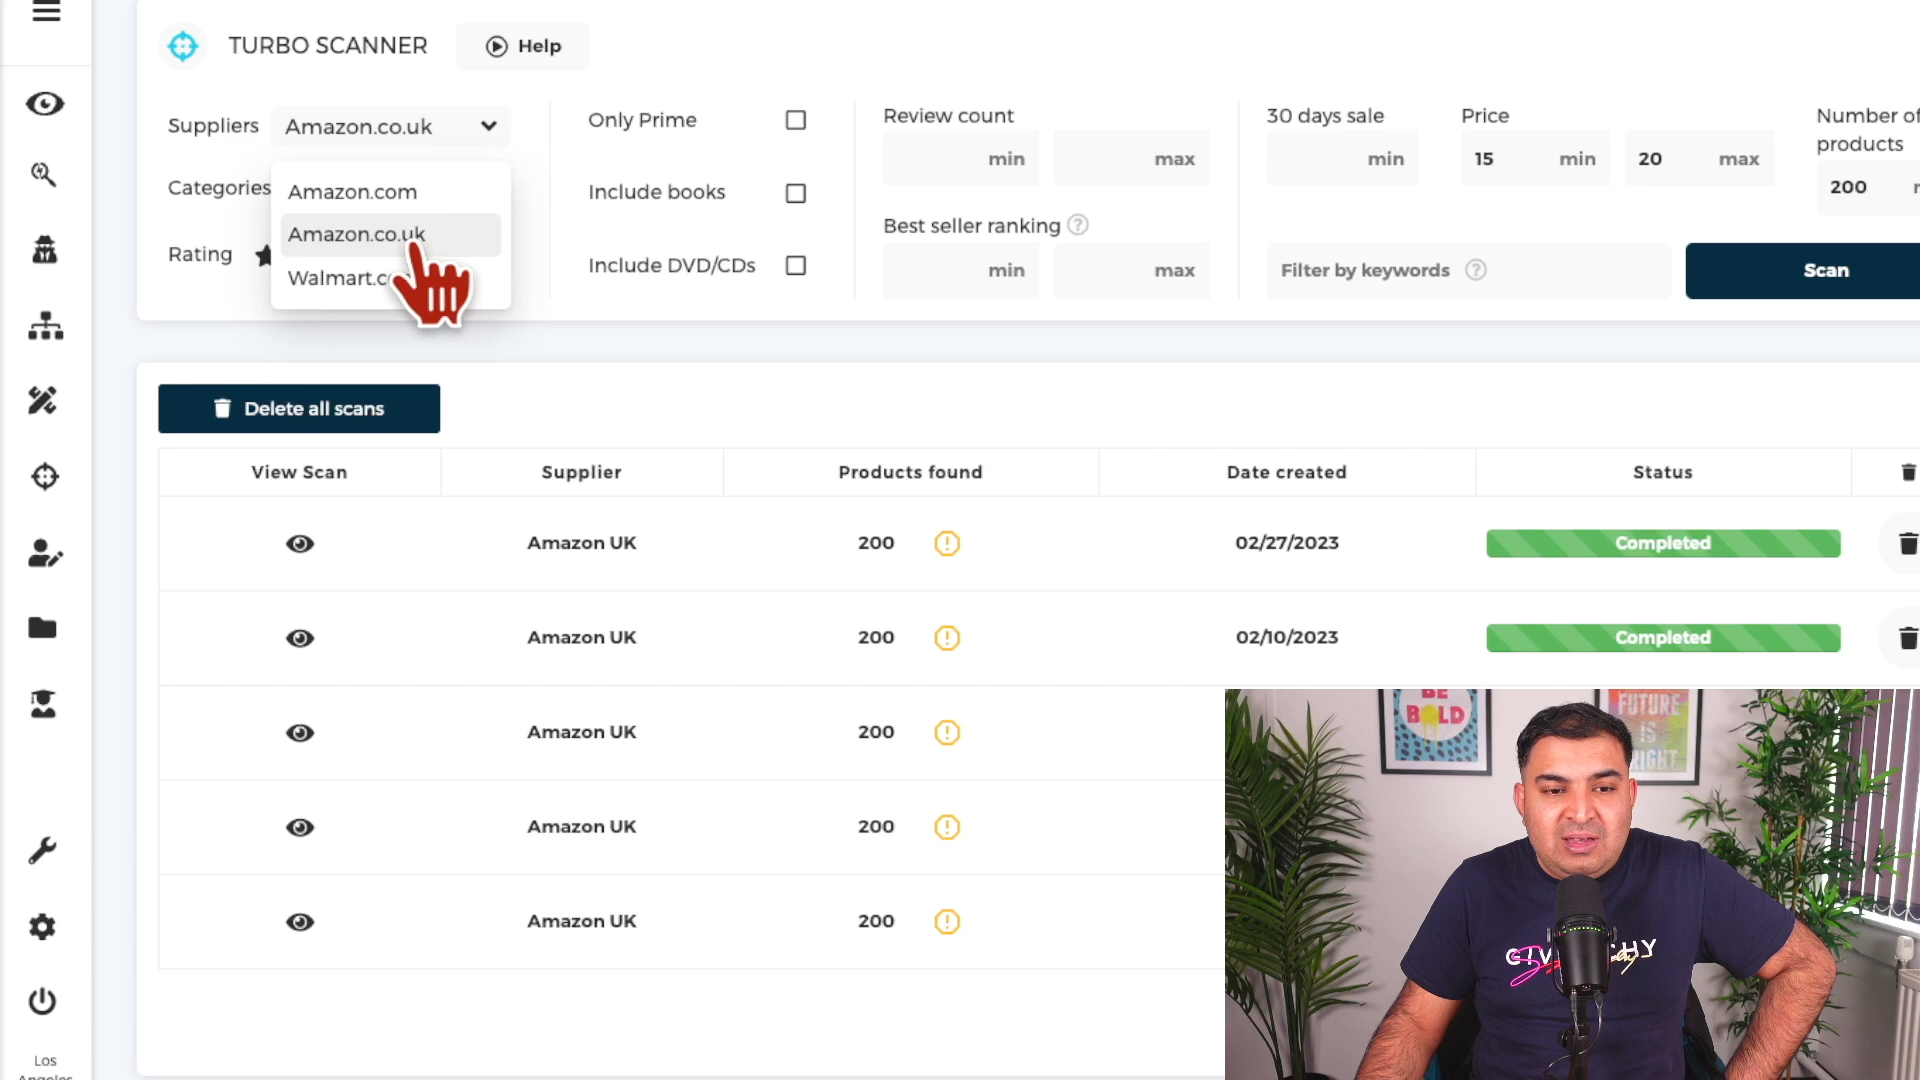 TURBO SCANNER
Help
Suppliers
Amazon.co.uk
Amazon.com
Amazon.co.uk
Categories
Rating
Only Prime
Include books
Include DVD/CDs
Review count
min
max
Best seller ranking ?
min
max
30 days sale
min
Price
15 min
20 max
Number of
products
200
Filter by keywords ?
Scan
Delete all scans
View Scan
Supplier
Products found
Date created
Status
Amazon UK
200
02/27/2023
Completed
Amazon UK
200
02/10/2023
Completed
Amazon UK
200
Amazon UK
200
Amazon UK
200
BE
BOLD
FUTURE
IS
Los